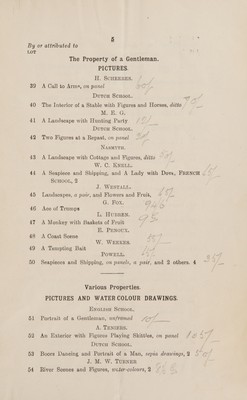 5
By or attributed to
LOT
The Property of a Gentleman.
PICTURES.
H. SCHERZER.
39 A Call to Arms, on panel
DUTCH SCHOOL.
40 The Interior of a Stable with Figures and Horses, ditto
M. E. G.
41 A Landscape with Hunting Party
DUTCH SCHOOL.
42 Two Figures at a Repast, on panel
NASMYTH.
43 A Landscape with Cottage and Figures, ditto
W. C. KNELL.
44 A Seapiece and Shipping, and A Lady with Dove, FRENCH
SCHOOL, 2
J. WESTALL.
45 Landscapes, a pair, and Flowers and Fruit,
G. FOX.
46 Ace of Trumps
L. HUBNER.
47 A Monkey with Baskets of Fruit
E. PEROUX.
48 A Coast Scene
W. WEEKES
49 A Tempting Bait
POWELL.
50 Seapieces and Shipping, on panels, a pair, and 2 others. 4
Various Properties.
PICTURES AND WATER COLOUR DRAWINGS.
ENGLISH SCHOOL.
51 Portrait of a Gentleman, unframed
A. TENIERS.
52 An Exterior with Figures Playing Skittles, on panel
DUTCH SCHOOL.
53 Boors Dancing and Portrait of a Man, sepia drawings, 2
J. M. W. TURNER
54 River Scenes and Figures, water-colours, 2